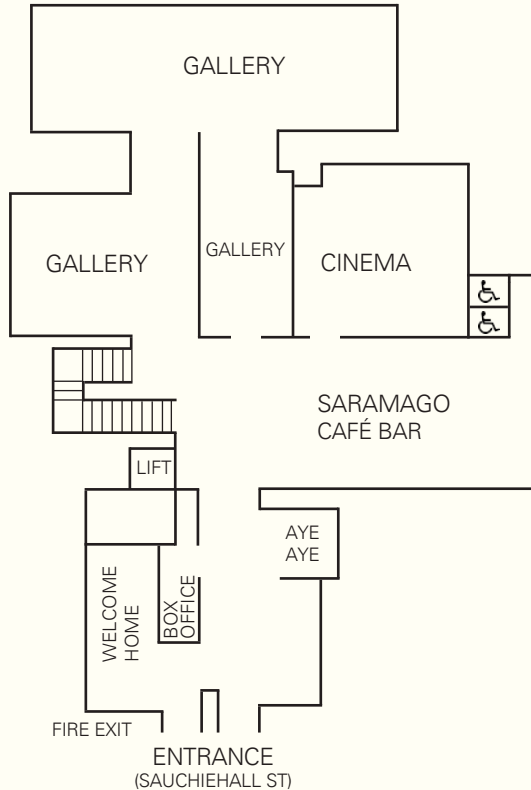 GALLERY
GALLERY
GALLERY
CINEMA
SARAMAGO
CAFÉ BAR
LIFT
AYE
AYE
WELCOME
HOME
BOX
OFFICE
FIRE EXIT
ENTRANCE
(SAUCHIEHALL ST)